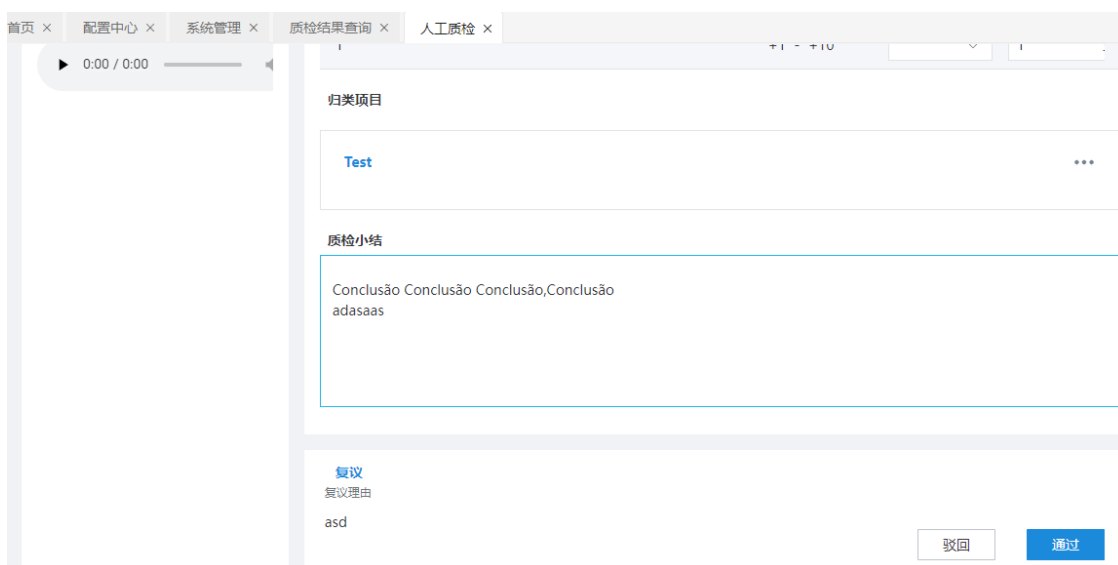 首页 × 配置中心 × 系统管理 × 质检结果查询 × 人工质检 ×
0:00 / 0:00
+1 - +10
归类项目
Test
质检小结
Conclusão Conclusão Conclusão,Conclusão
adasaas
复议
复议理由
asd
驳回 通过